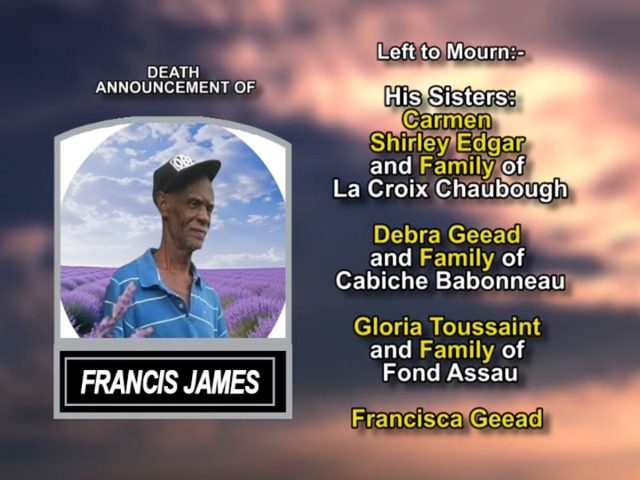 DEATH
ANNOUNCEMENT OF
FRANCIS JAMES
Left to Mourn:-
His Sisters:
Carmen
Shirley Edgar
and Family of
La Croix Chaubough
Debra Geead
and Family of
Cabiche Babonneau
Gloria Toussaint
and Family of
Fond Assau
Francisca Geead